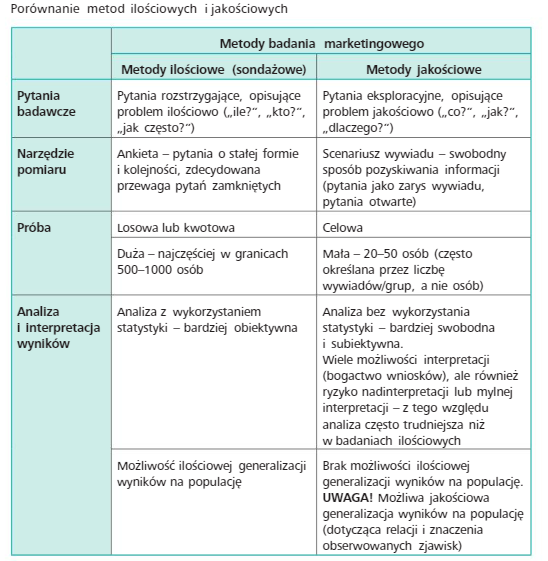 Porównanie metod ilościowych i jakościowych
Metody badania marketingowego
Metody ilościowe (sondażowe)
Metody jakościowe
Pytania
badawcze
Pytania rozstrzygające, opisujące
problem ilościowo („ile?”, „kto?”,
„jak często?”)
Pytania eksploracyjne, opisujące
problem jakościowo („co?”, „jak?”,
„dlaczego?”)
Narzędzie
pomiaru
Ankieta – pytania o stałej formie
i kolejności, zdecydowana
przewaga pytań zamkniętych
Scenariusz wywiadu – swobodny
sposób pozyskiwania informacji
(pytania jako zarys wywiadu,
pytania otwarte)
Próba
Losowa lub kwotowa
Celowa
Duża – najczęściej w granicach
500–1000 osób
Mała – 20–50 osób (często
określana przez liczbę
wywiadów/grup, a nie osób)
Analiza
i interpretacja
wyników
Analiza z wykorzystaniem
statystyki – bardziej obiektywna
Analiza bez wykorzystania
statystyki – bardziej swobodna
i subiektywna.
Wiele możliwości interpretacji
(bogactwo wniosków), ale również
ryzyko nadinterpretacji lub mylnej
interpretacji – z tego względu
analiza często trudniejsza niż
w badaniach ilościowych
Możliwość ilościowej generalizacji
wyników na populację
Brak możliwości ilościowej
generalizacji wyników na populację.
UWAGA! Możliwa jakościowa
generalizacja wyników na populację
(dotycząca relacji i znaczenia
obserwowanych zjawisk)